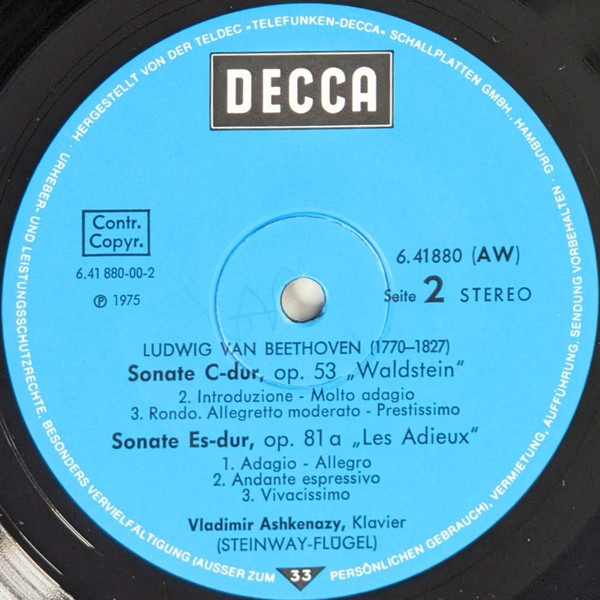 HERGESTELLT VON DER TELDEC »TELEFUNKEN-DECCA« SCHALLPLATTEN GMBH., HAMBURG · URHEBER- UND LEISTUNGSSCHUTZRECHTE, BESONDERS VERVIELFÄLTIGUNG (AUSSER ZUM PERSÖNLICHEN GEBRAUCH), VERMIETUNG, AUFFÜHRUNG, SENDUNG VORBEHALTEN ·
DECCA
Contr.
Copyr.
6.41 880-00-2
℗ 1975
6.41880 (AW)
Seite 2 STEREO
LUDWIG VAN BEETHOVEN (1770–1827)
Sonate C-dur, op. 53 „Waldstein“
2. Introduzione - Molto adagio
3. Rondo. Allegretto moderato - Prestissimo
Sonate Es-dur, op. 81a „Les Adieux“
1. Adagio - Allegro
2. Andante espressivo
3. Vivacissimo
Vladimir Ashkenazy, Klavier
(STEINWAY-FLÜGEL)
33